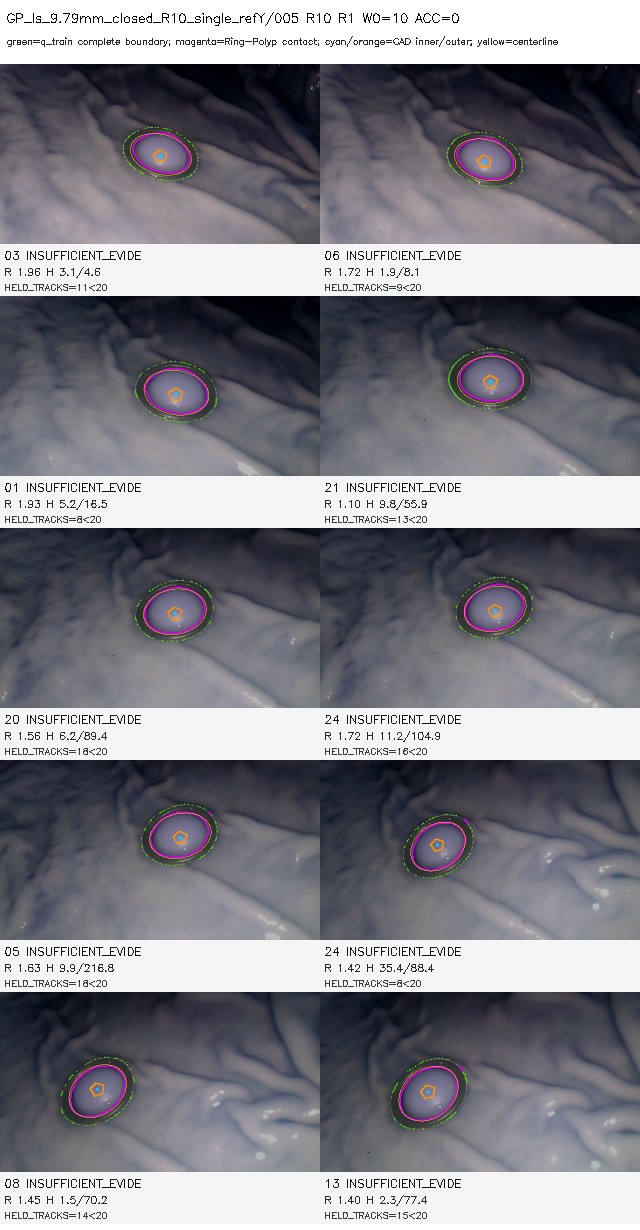 GP_Is_9.79mm_closed_R10_single_refY/005 R10 R1 WO=10 ACC=0
green=q_train complete boundary; magenta=Ring-Polyp contact; cyan/orange=CAD inner/outer; yellow=centerline
03 INSUFFICIENT_EVIDE
R 1.96 H 3.1/4.6
HELD_TRACKS=11<20
06 INSUFFICIENT_EVIDE
R 1.72 H 1.9/8.1
HELD_TRACKS=9<20
01 INSUFFICIENT_EVIDE
R 1.93 H 5.2/16.5
HELD_TRACKS=8<20
21 INSUFFICIENT_EVIDE
R 1.10 H 9.8/55.9
HELD_TRACKS=13<20
20 INSUFFICIENT_EVIDE
R 1.56 H 6.2/89.4
HELD_TRACKS=18<20
24 INSUFFICIENT_EVIDE
R 1.72 H 11.2/104.9
HELD_TRACKS=16<20
05 INSUFFICIENT_EVIDE
R 1.63 H 9.9/216.8
HELD_TRACKS=18<20
24 INSUFFICIENT_EVIDE
R 1.42 H 35.4/88.4
HELD_TRACKS=8<20
08 INSUFFICIENT_EVIDE
R 1.45 H 1.5/70.2
HELD_TRACKS=14<20
13 INSUFFICIENT_EVIDE
R 1.40 H 2.3/77.4
HELD_TRACKS=15<20